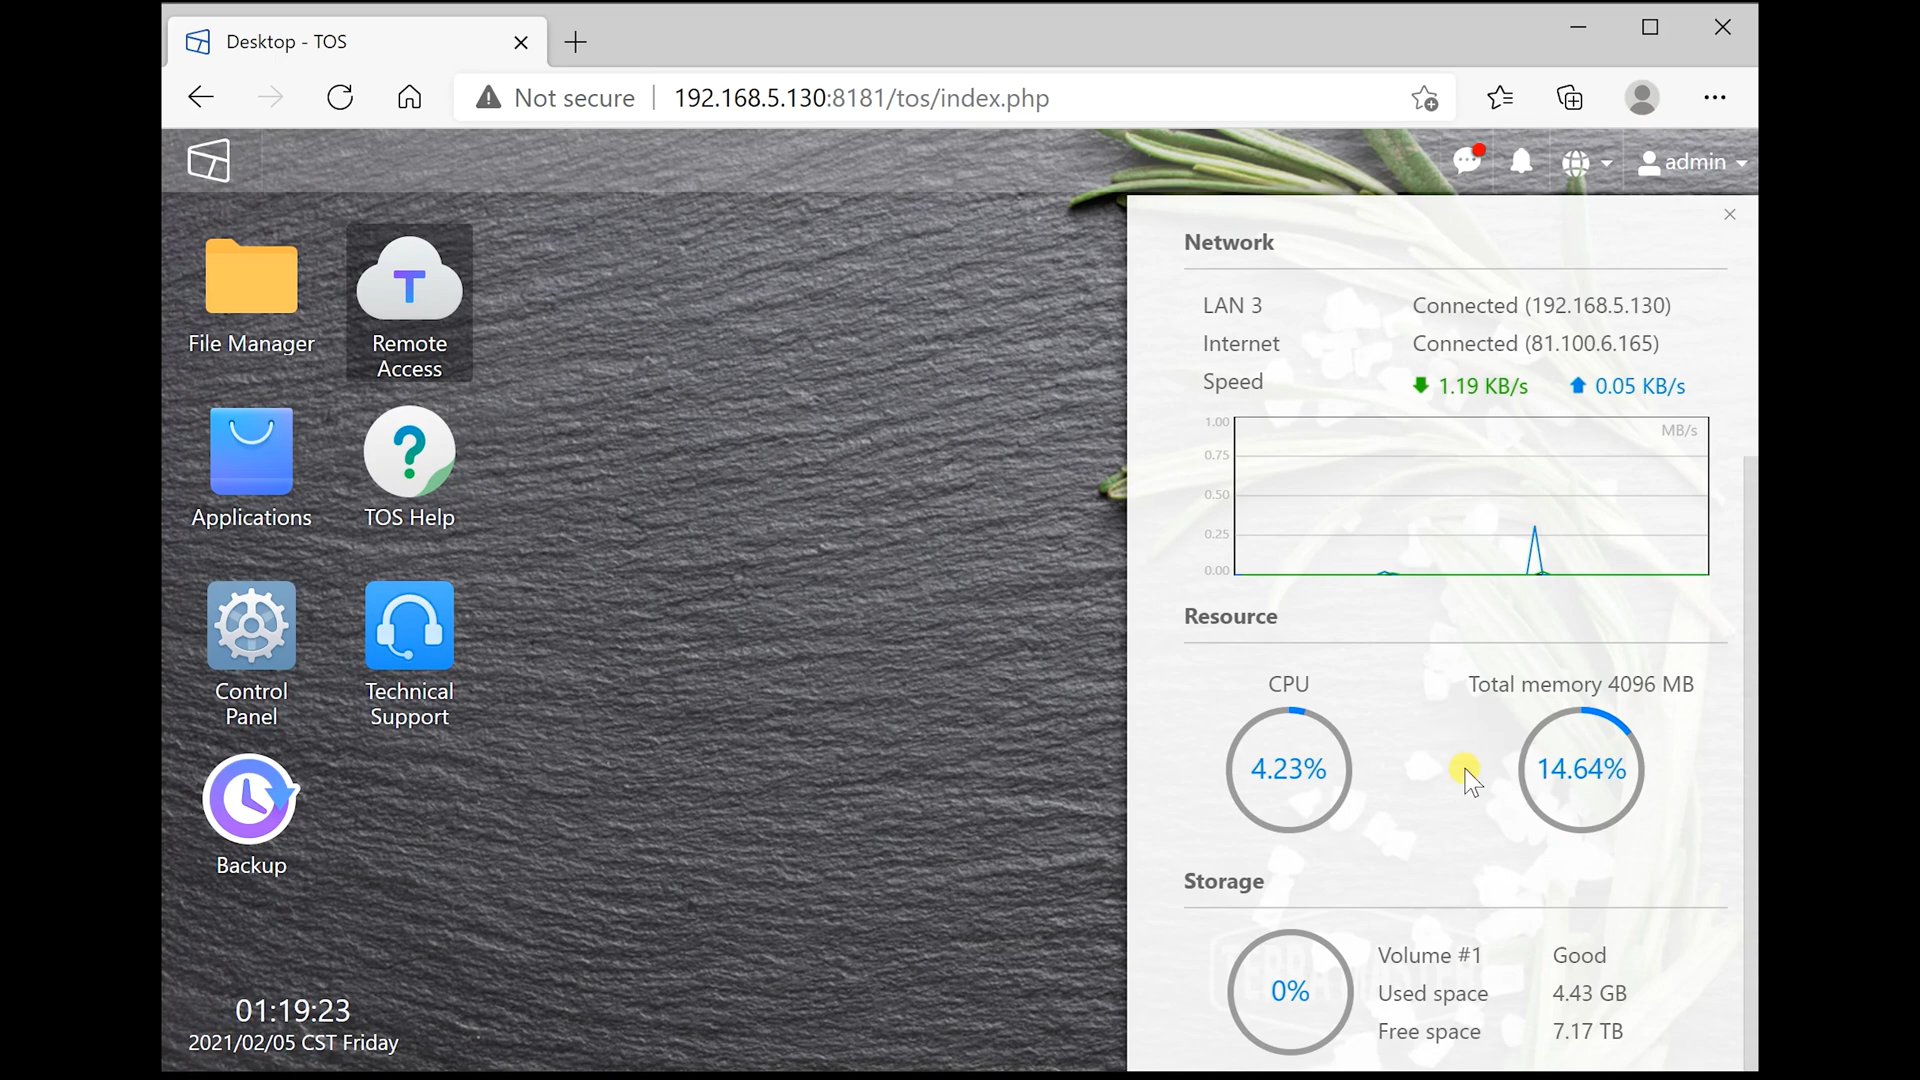 Desktop - TOS
Not secure
192.168.5.130:8181/tos/index.php
admin
File Manager
Remote
Access
Applications
TOS Help
Control
Panel
Technical
Support
Backup
01:19:23
2021/02/05 CST Friday
Network
LAN 3 Connected (192.168.5.130)
Internet Connected (81.100.6.165)
Speed 1.19 KB/s 0.05 KB/s
1.00
MB/s
0.75
0.50
0.25
0.00
Resource
CPU Total memory 4096 MB
4.23% 14.64%
Storage
0%
Volume #1 Good
Used space 4.43 GB
Free space 7.17 TB